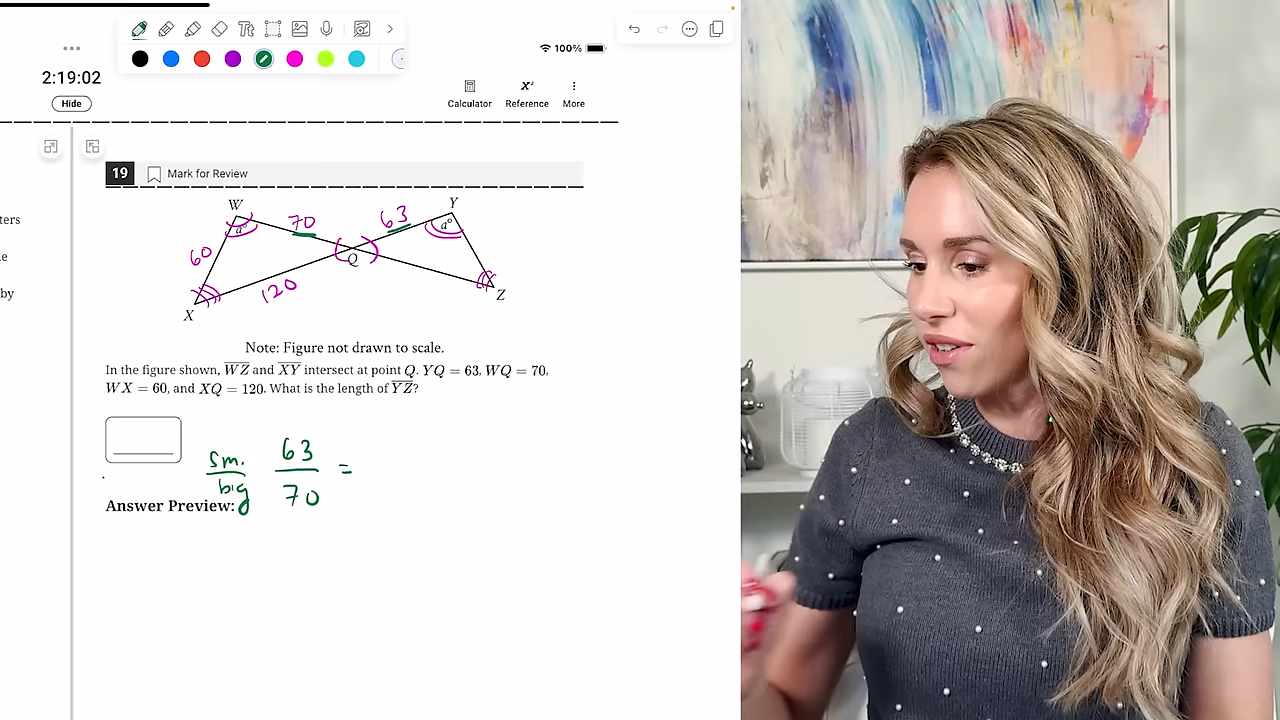 Tt
100%
2:19:02
Hide
X²
Calculator Reference More
19 Mark for Review
W
Y
a°
70
63
a°
60
Q
120
X
Z
Note: Figure not drawn to scale.
In the figure shown, WZ and XY intersect at point Q. YQ = 63, WQ = 70,
WX = 60, and XQ = 120. What is the length of YZ?
ters
e
by
sm.
big
63
70
=
Answer Preview: